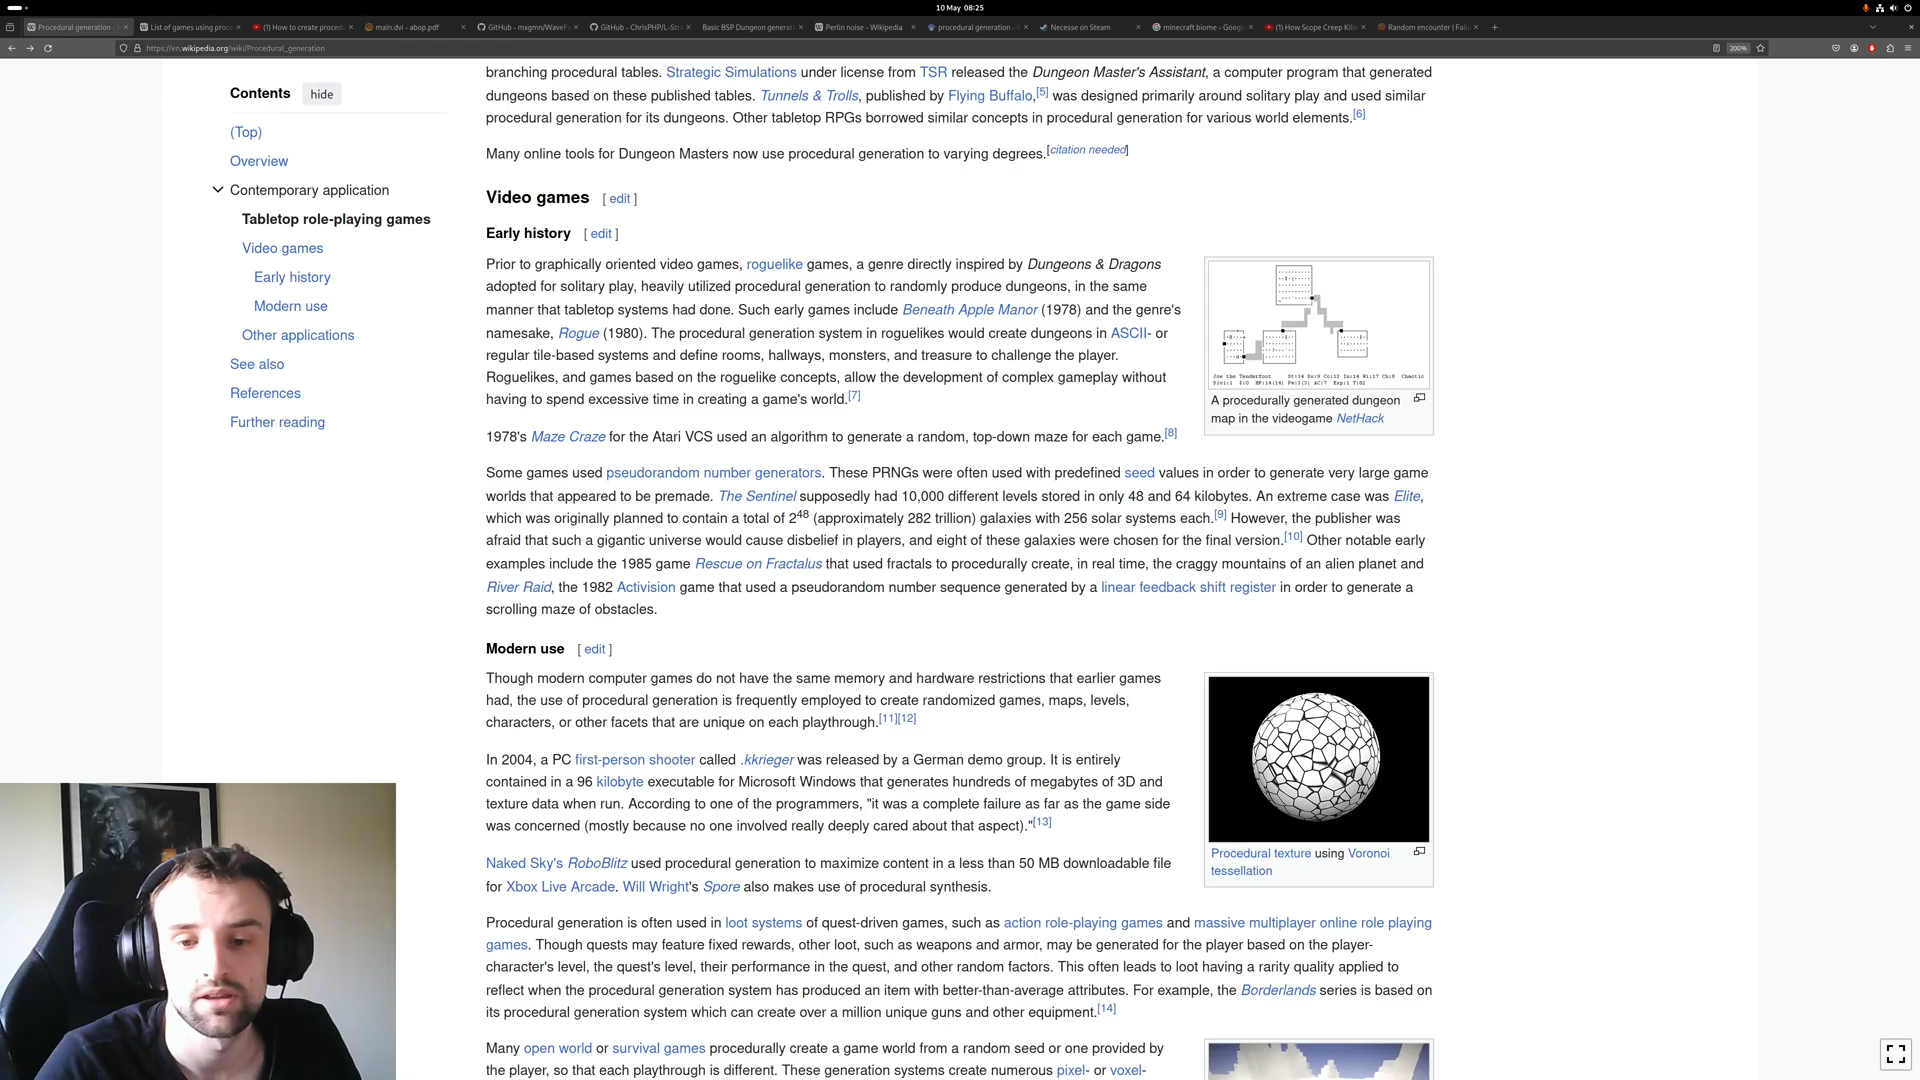 10 May 08:25
Procedural generation -
List of games using proc
(1) How to create proced
main.dvi - abop.pdf
GitHub - mxgmn/WaveFu
GitHub - ChrisPHP/L-Str
Basic BSP Dungeon generat
Perlin noise - Wikipedia
procedural generation - G
Necesse on Steam
minecraft biome - Google
(1) How Scope Creep Kille
Random encounter | Fall
https://en.wikipedia.org/wiki/Procedural_generation
200%
Contents hide
(Top)
Overview
Contemporary application
Tabletop role-playing games
Video games
Early history
Modern use
Other applications
See also
References
Further reading
branching procedural tables. Strategic Simulations under license from TSR released the Dungeon Master's Assistant, a computer program that generated
dungeons based on these published tables. Tunnels & Trolls, published by Flying Buffalo,[5] was designed primarily around solitary play and used similar
procedural generation for its dungeons. Other tabletop RPGs borrowed similar concepts in procedural generation for various world elements.[6]
Many online tools for Dungeon Masters now use procedural generation to varying degrees.[citation needed]
Video games [ edit ]
Early history [ edit ]
Prior to graphically oriented video games, roguelike games, a genre directly inspired by Dungeons & Dragons
adopted for solitary play, heavily utilized procedural generation to randomly produce dungeons, in the same
manner that tabletop systems had done. Such early games include Beneath Apple Manor (1978) and the genre's
namesake, Rogue (1980). The procedural generation system in roguelikes would create dungeons in ASCII- or
regular tile-based systems and define rooms, hallways, monsters, and treasure to challenge the player.
Roguelikes, and games based on the roguelike concepts, allow the development of complex gameplay without
having to spend excessive time in creating a game's world.[7]
Joe the Tenderfoot St:14 Dx:9 Co:13 In:14 Wi:17 Ch:8 Chaotic
Dlvl:1 $:0 HP:14(14) Pw:3(3) AC:7 Exp:1 T:82
A procedurally generated dungeon
map in the videogame NetHack
1978's Maze Craze for the Atari VCS used an algorithm to generate a random, top-down maze for each game.[8]
Some games used pseudorandom number generators. These PRNGs were often used with predefined seed values in order to generate very large game
worlds that appeared to be premade. The Sentinel supposedly had 10,000 different levels stored in only 48 and 64 kilobytes. An extreme case was Elite,
which was originally planned to contain a total of 2⁴⁸ (approximately 282 trillion) galaxies with 256 solar systems each.[9] However, the publisher was
afraid that such a gigantic universe would cause disbelief in players, and eight of these galaxies were chosen for the final version.[10] Other notable early
examples include the 1985 game Rescue on Fractalus that used fractals to procedurally create, in real time, the craggy mountains of an alien planet and
River Raid, the 1982 Activision game that used a pseudorandom number sequence generated by a linear feedback shift register in order to generate a
scrolling maze of obstacles.
Modern use [ edit ]
Though modern computer games do not have the same memory and hardware restrictions that earlier games
had, the use of procedural generation is frequently employed to create randomized games, maps, levels,
characters, or other facets that are unique on each playthrough.[11][12]
In 2004, a PC first-person shooter called .kkrieger was released by a German demo group. It is entirely
contained in a 96 kilobyte executable for Microsoft Windows that generates hundreds of megabytes of 3D and
texture data when run. According to one of the programmers, "it was a complete failure as far as the game side
was concerned (mostly because no one involved really deeply cared about that aspect)."[13]
Procedural texture using Voronoi
tessellation
Naked Sky's RoboBlitz used procedural generation to maximize content in a less than 50 MB downloadable file
for Xbox Live Arcade. Will Wright's Spore also makes use of procedural synthesis.
Procedural generation is often used in loot systems of quest-driven games, such as action role-playing games and massive multiplayer online role playing
games. Though quests may feature fixed rewards, other loot, such as weapons and armor, may be generated for the player based on the player-
character's level, the quest's level, their performance in the quest, and other random factors. This often leads to loot having a rarity quality applied to
reflect when the procedural generation system has produced an item with better-than-average attributes. For example, the Borderlands series is based on
its procedural generation system which can create over a million unique guns and other equipment.[14]
Many open world or survival games procedurally create a game world from a random seed or one provided by
the player, so that each playthrough is different. These generation systems create numerous pixel- or voxel-